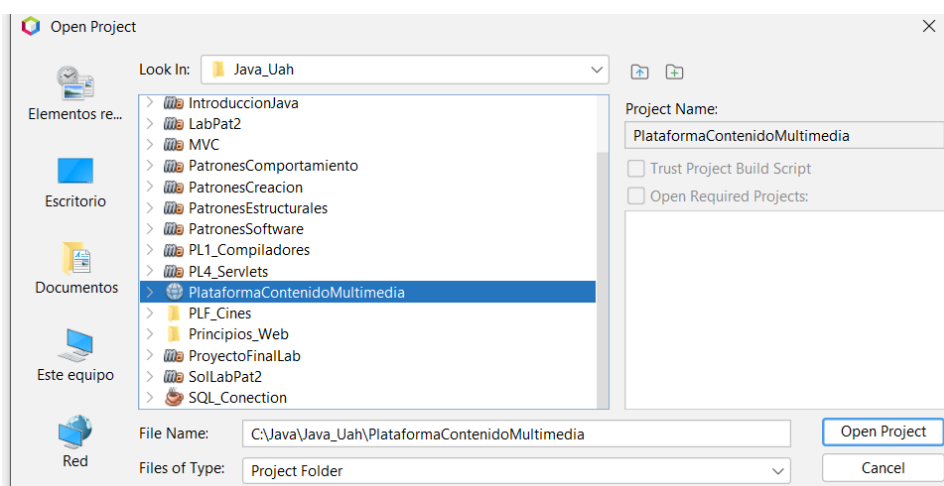 Open Project
Look In: Java_Uah
Elementos re...
Escritorio
Documentos
Este equipo
Red
IntroduccionJava
LabPat2
MVC
PatronesComportamiento
PatronesCreacion
PatronesEstructurales
PatronesSoftware
PL1_Compiladores
PL4_Servlets
PlataformaContenidoMultimedia
PLF_Cines
Principios_Web
ProyectoFinalLab
SolLabPat2
SQL_Conection
Project Name:
PlataformaContenidoMultimedia
Trust Project Build Script
Open Required Projects:
File Name: C:\Java\Java_Uah\PlataformaContenidoMultimedia
Open Project
Files of Type: Project Folder
Cancel